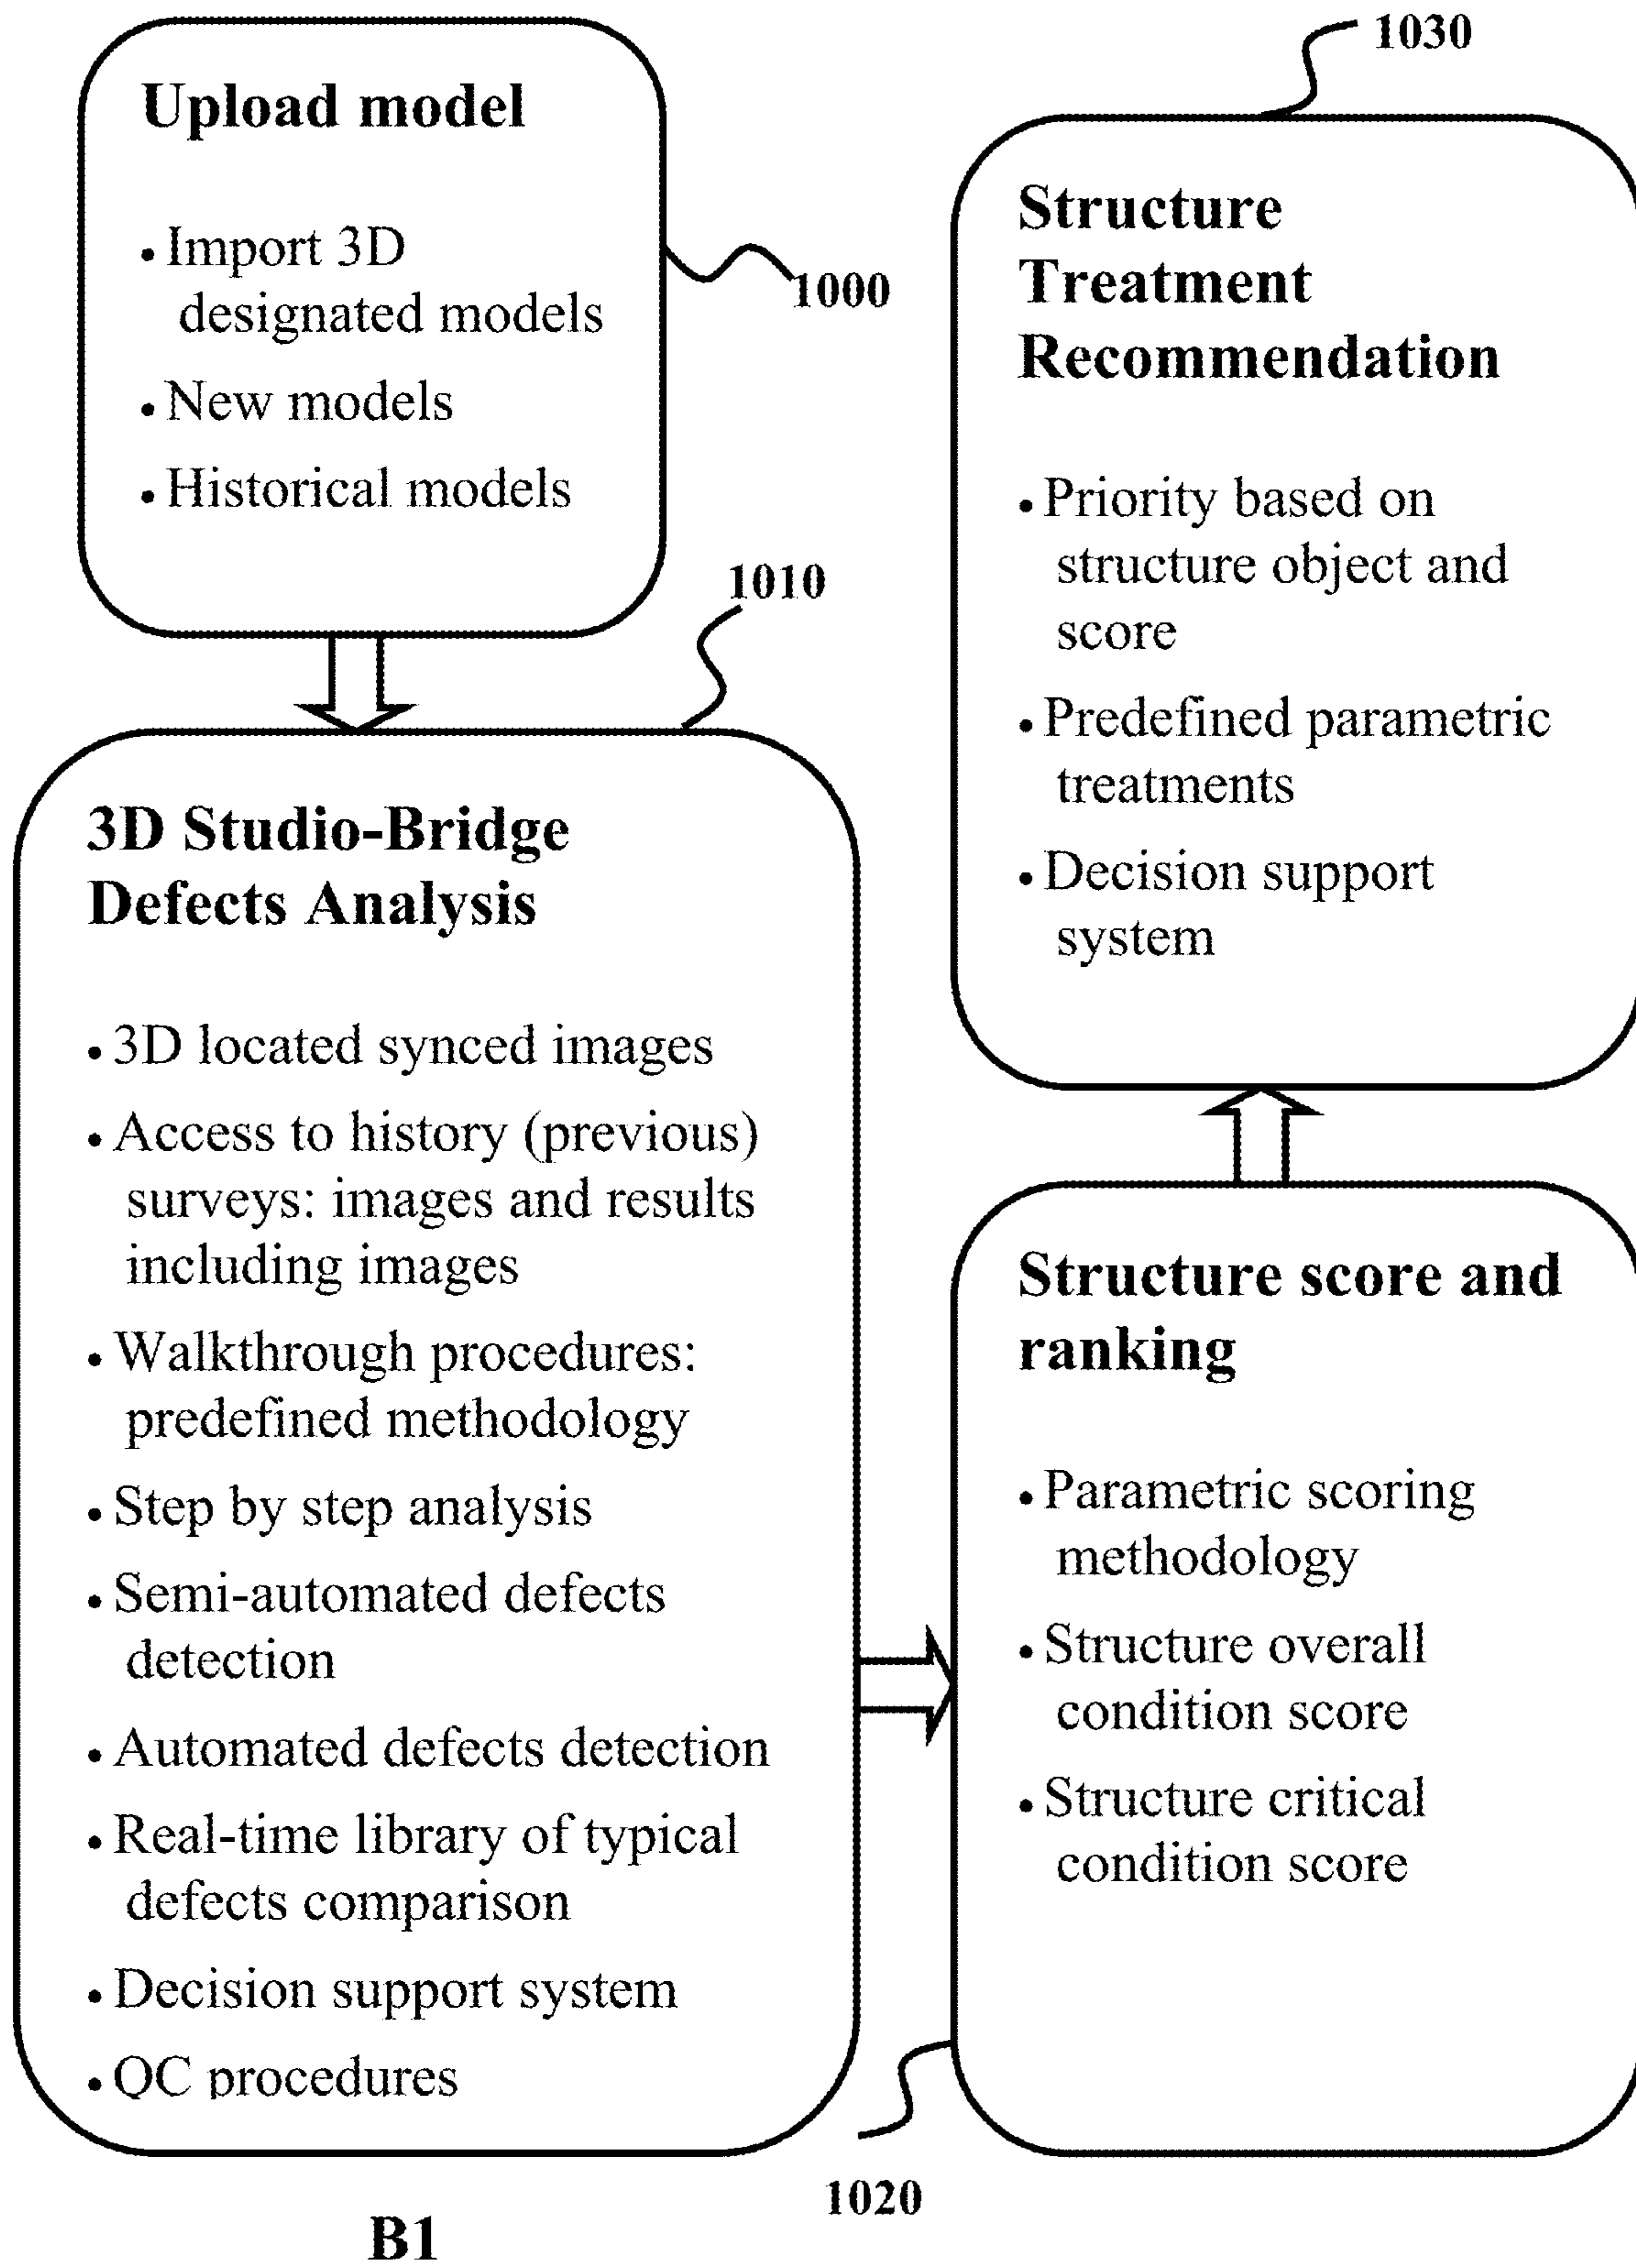 Upload model
• Import 3D
designated models
• New models
• Historical models
1000
1010
3D Studio-Bridge
Defects Analysis
• 3D located synced images
• Access to history (previous)
surveys: images and results
including images
• Walkthrough procedures:
predefined methodology
• Step by step analysis
• Semi-automated defects
detection
• Automated defects detection
• Real-time library of typical
defects comparison
• Decision support system
• QC procedures
B1
1030
Structure
Treatment
Recommendation
• Priority based on
structure object and
score
• Predefined parametric
treatments
• Decision support
system
Structure score and
ranking
• Parametric scoring
methodology
• Structure overall
condition score
• Structure critical
condition score
1020